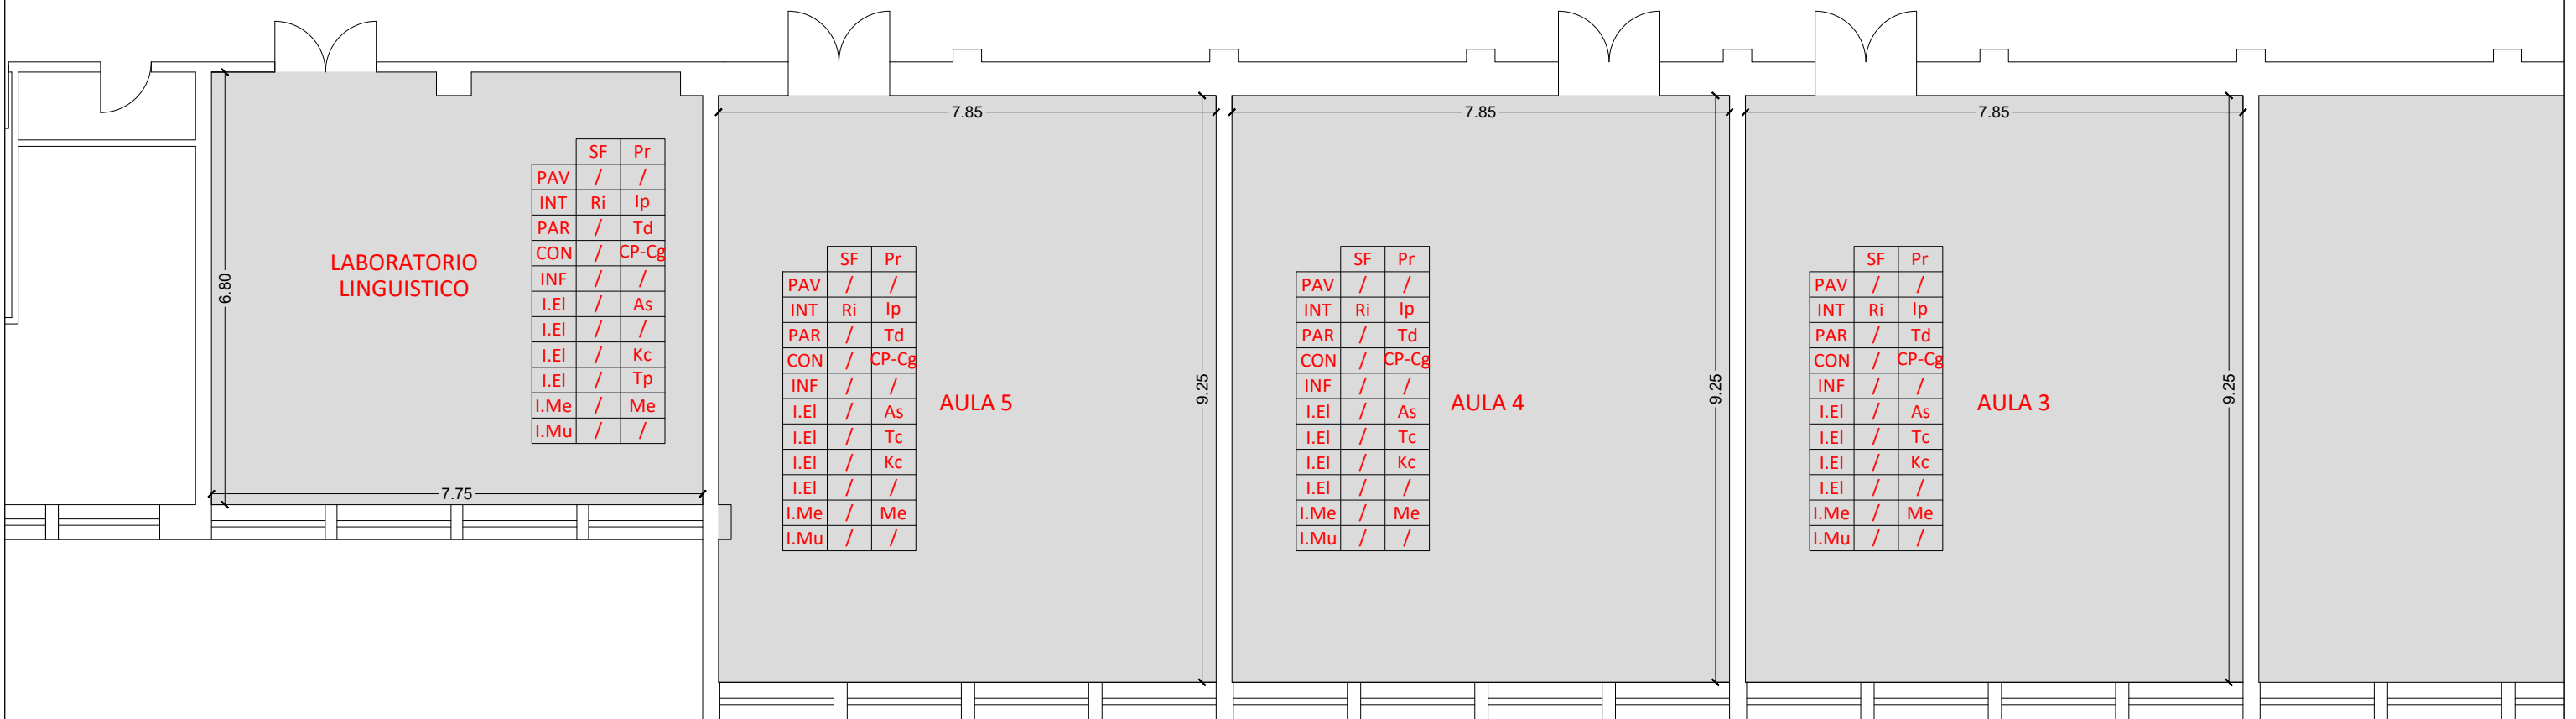 LABORATORIO
LINGUISTICO
6.80
7.75
SF Pr
PAV / /
INT Ri Ip
PAR / Td
CON / CP-Cg
INF / /
I.El / As
I.El / /
I.El / Kc
I.El / Tp
I.Me / Me
I.Mu / /
7.85
9.25
AULA 5
SF Pr
PAV / /
INT Ri Ip
PAR / Td
CON / CP-Cg
INF / /
I.El / As
I.El / Tc
I.El / Kc
I.El / /
I.Me / Me
I.Mu / /
7.85
9.25
AULA 4
SF Pr
PAV / /
INT Ri Ip
PAR / Td
CON / CP-Cg
INF / /
I.El / As
I.El / Tc
I.El / Kc
I.El / /
I.Me / Me
I.Mu / /
7.85
9.25
AULA 3
SF Pr
PAV / /
INT Ri Ip
PAR / Td
CON / CP-Cg
INF / /
I.El / As
I.El / Tc
I.El / Kc
I.El / /
I.Me / Me
I.Mu / /